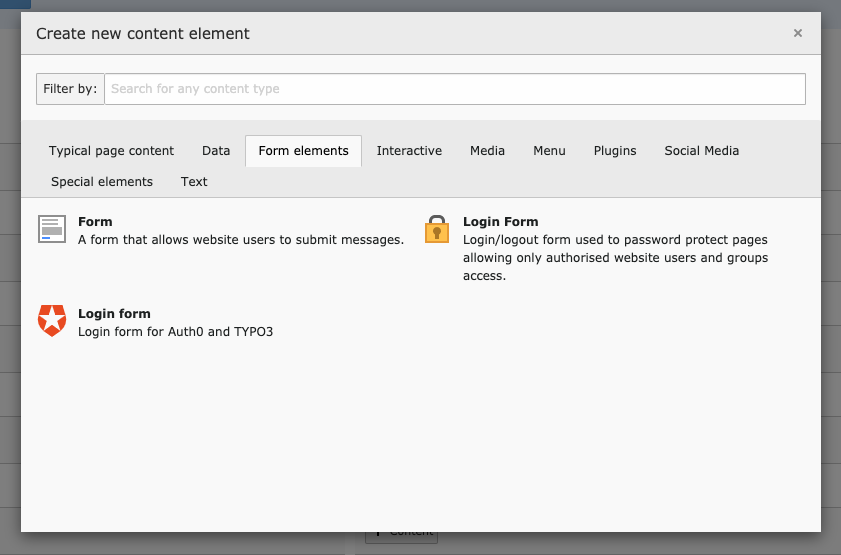 Create new content element ×
Filter by: Search for any content type
Typical page content Data Form elements Interactive Media Menu Plugins Social Media
Special elements Text
Form
A form that allows website users to submit messages.
Login Form
Login/logout form used to password protect pages
allowing only authorised website users and groups
access.
Login form
Login form for Auth0 and TYPO3
Content